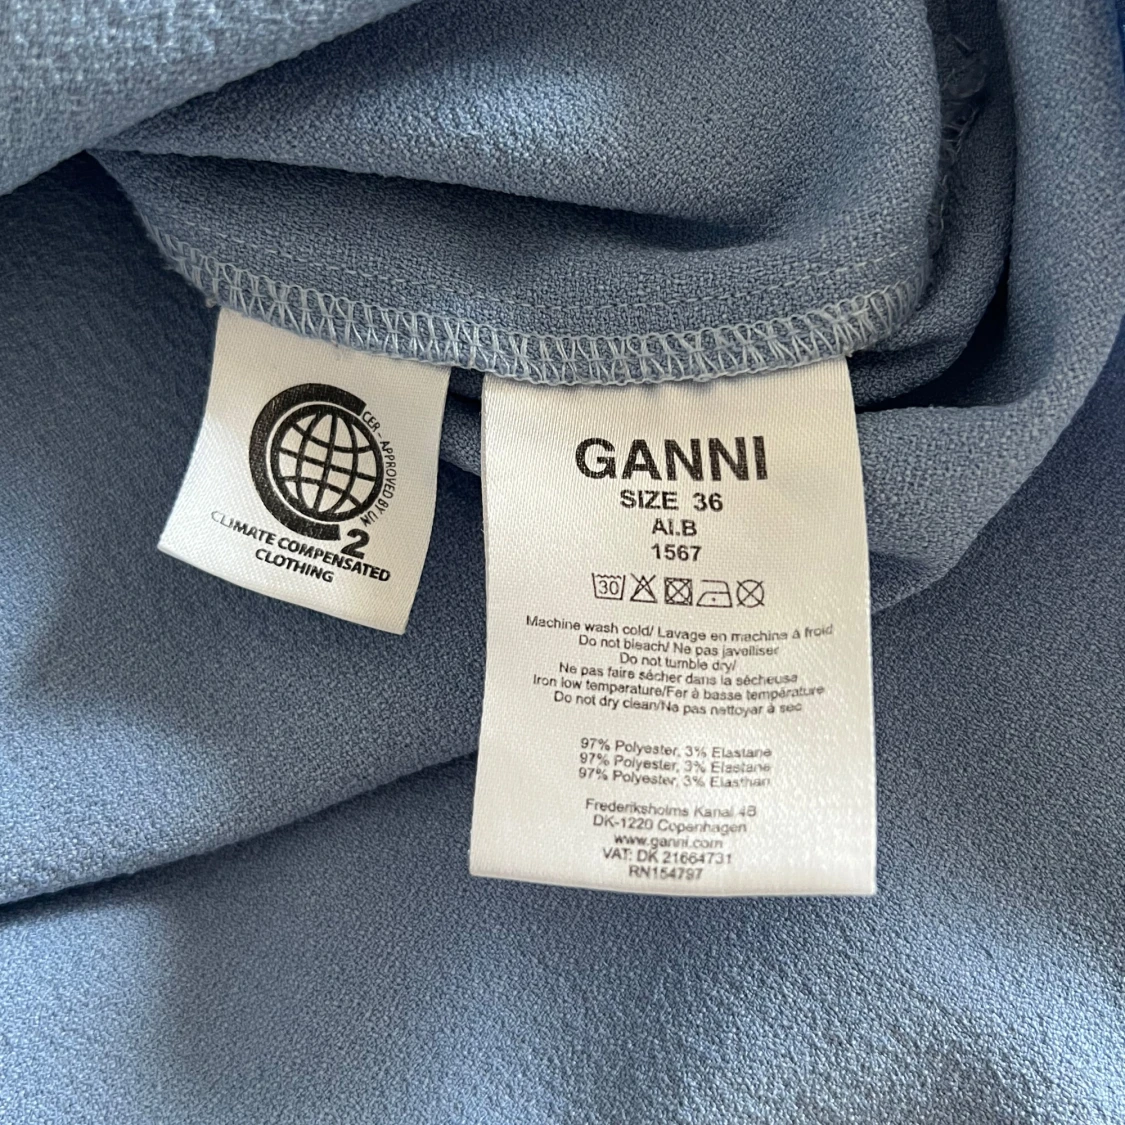 CER - APPROVED BY UN
2
CLIMATE COMPENSATED
CLOTHING
GANNI
SIZE 36
AI.B
1567
30
Machine wash cold/ Lavage en machine à froid
Do not bleach/ Ne pas javelliser
Do not tumble dry/
Ne pas faire sécher dans la sécheuse
Iron low temperature/Fer à basse température
Do not dry clean/Ne pas nettoyer à sec
97% Polyester, 3% Elastane
97% Polyester, 3% Elastane
97% Polyester, 3% Elasthan
Frederiksholms Kanal 4B
DK-1220 Copenhagen
www.ganni.com
VAT: DK 21664731
RN154797